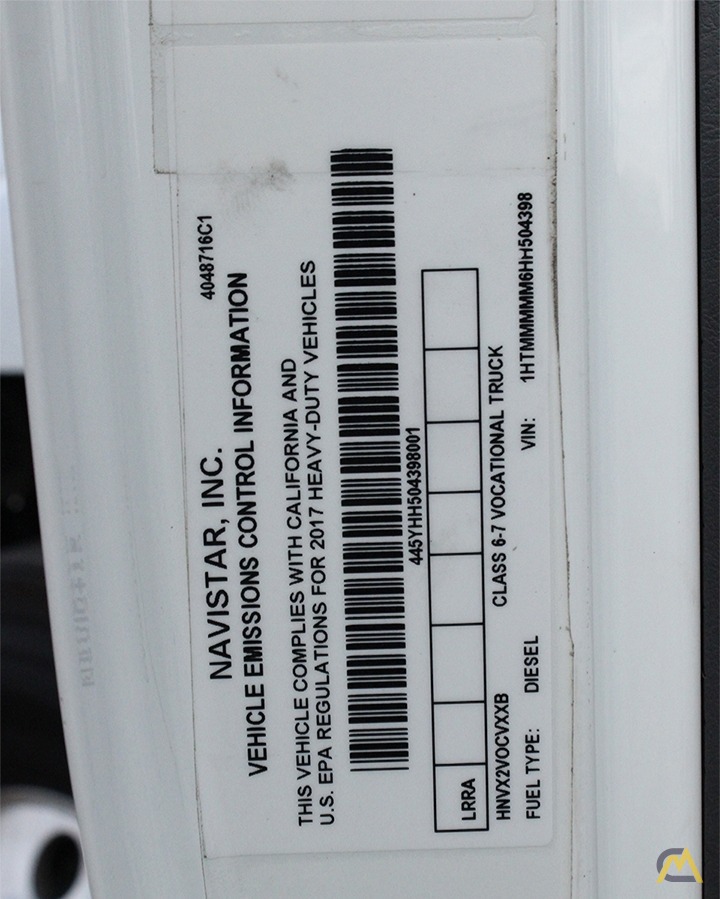 4048716C1
NAVISTAR, INC.
VEHICLE EMISSIONS CONTROL INFORMATION
THIS VEHICLE COMPLIES WITH CALIFORNIA AND
U.S. EPA REGULATIONS FOR 2017 HEAVY-DUTY VEHICLES
445YHH504398001
LRRA
HNVX2VOCVXXB CLASS 6-7 VOCATIONAL TRUCK
FUEL TYPE: DIESEL VIN: 1HTMMMMM6HH504398